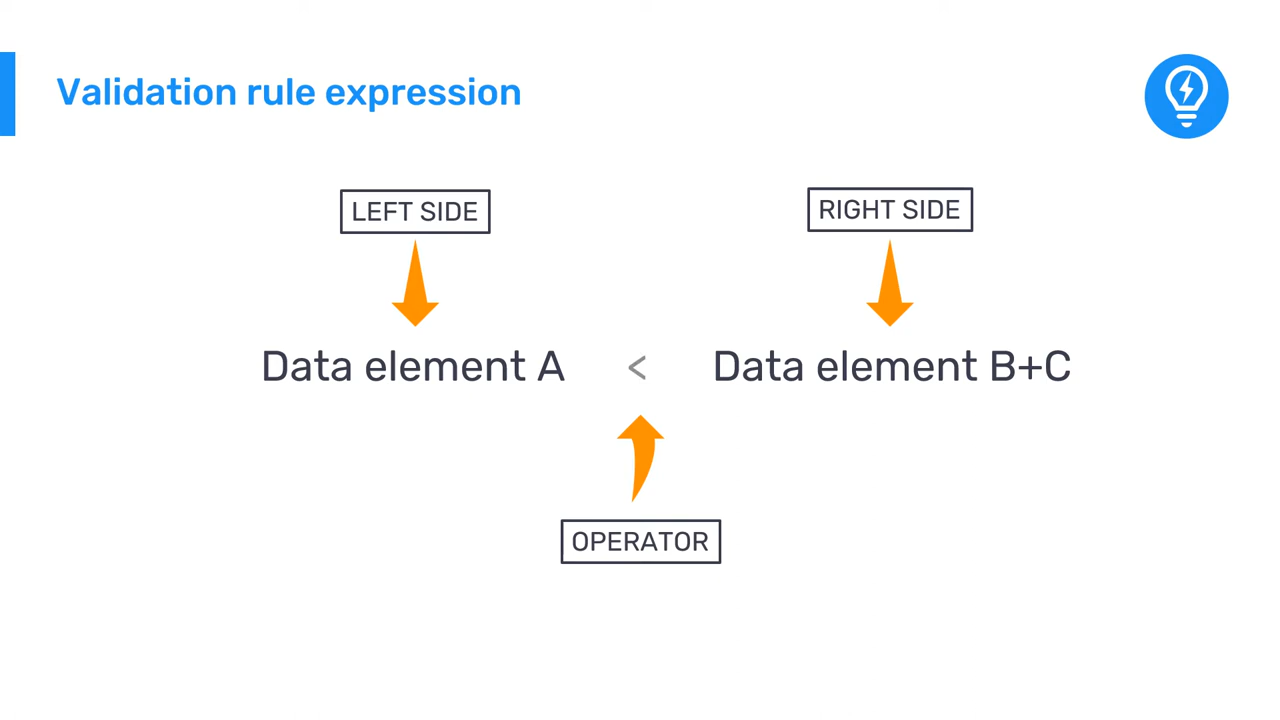 Validation rule expression
LEFT SIDE
RIGHT SIDE
Data element A < Data element B+C
OPERATOR